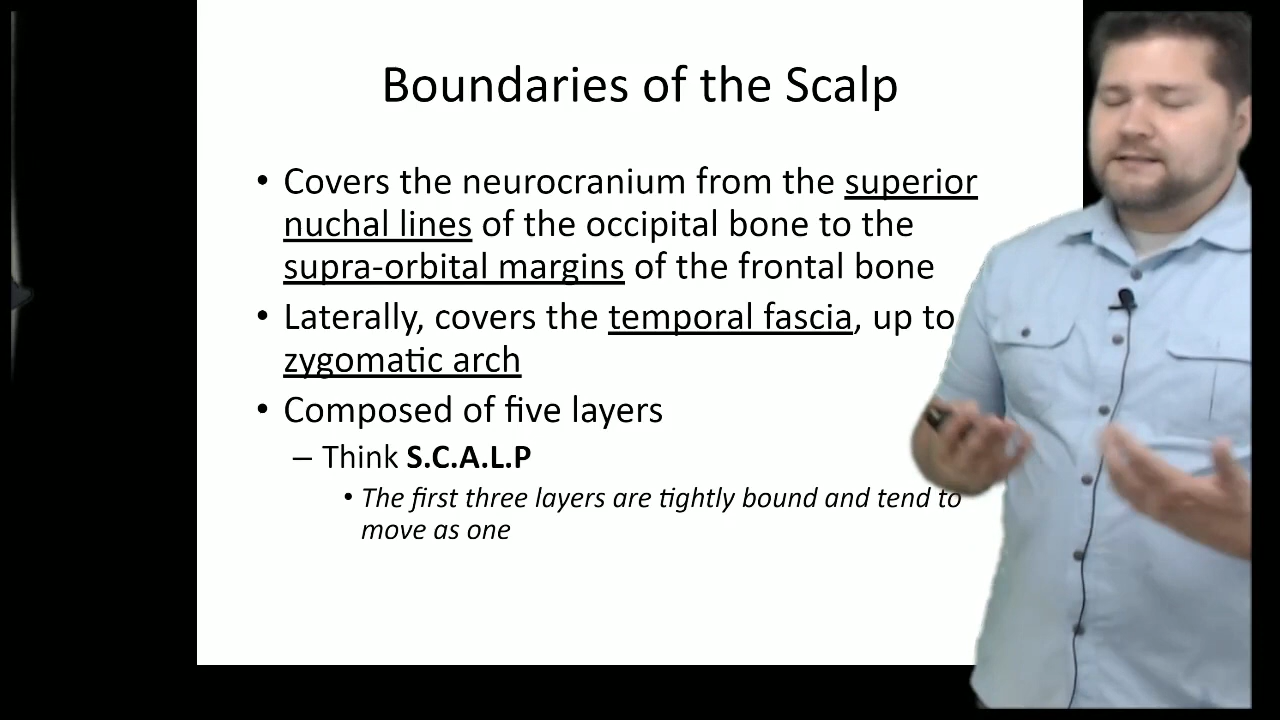 Boundaries of the Scalp
• Covers the neurocranium from the superior
nuchal lines of the occipital bone to the
supra-orbital margins of the frontal bone
• Laterally, covers the temporal fascia, up to
zygomatic arch
• Composed of five layers
– Think S.C.A.L.P
• The first three layers are tightly bound and tend to
move as one